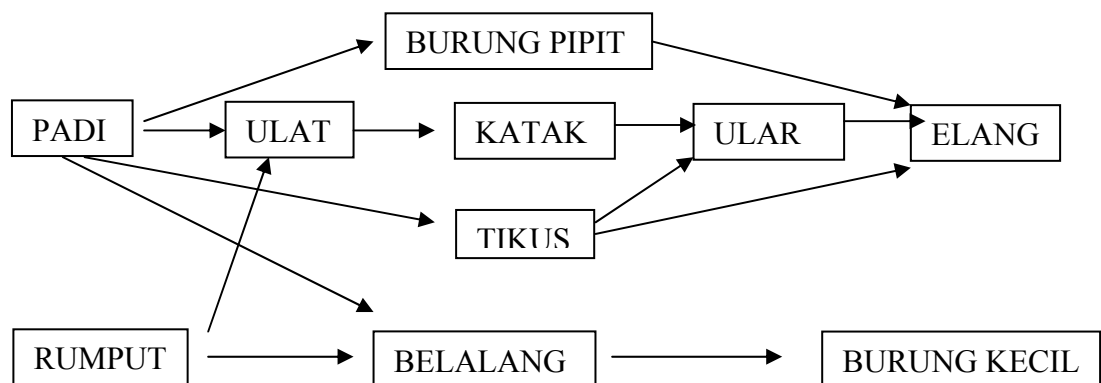 BURUNG PIPIT
PADI
ULAT
KATAK
ULAR
ELANG
TIKUS
RUMPUT
BELALANG
BURUNG KECIL